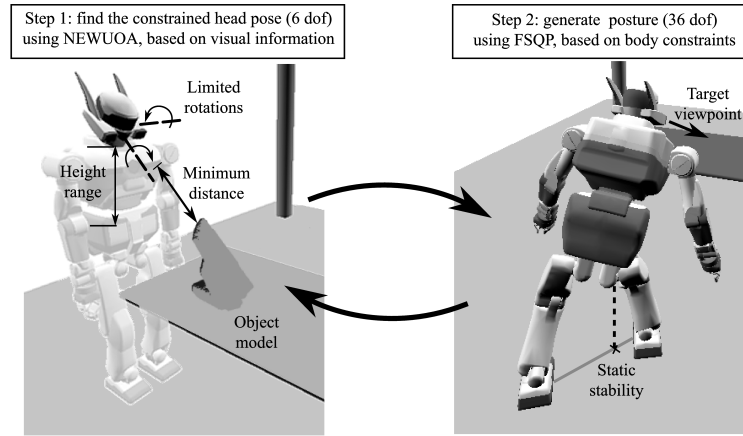 Step 1: find the constrained head pose (6 dof)
using NEWUOA, based on visual information
Step 2: generate posture (36 dof)
using FSQP, based on body constraints
Limited
rotations
Height
range
Minimum
distance
Object
model
Target
viewpoint
Static
stability